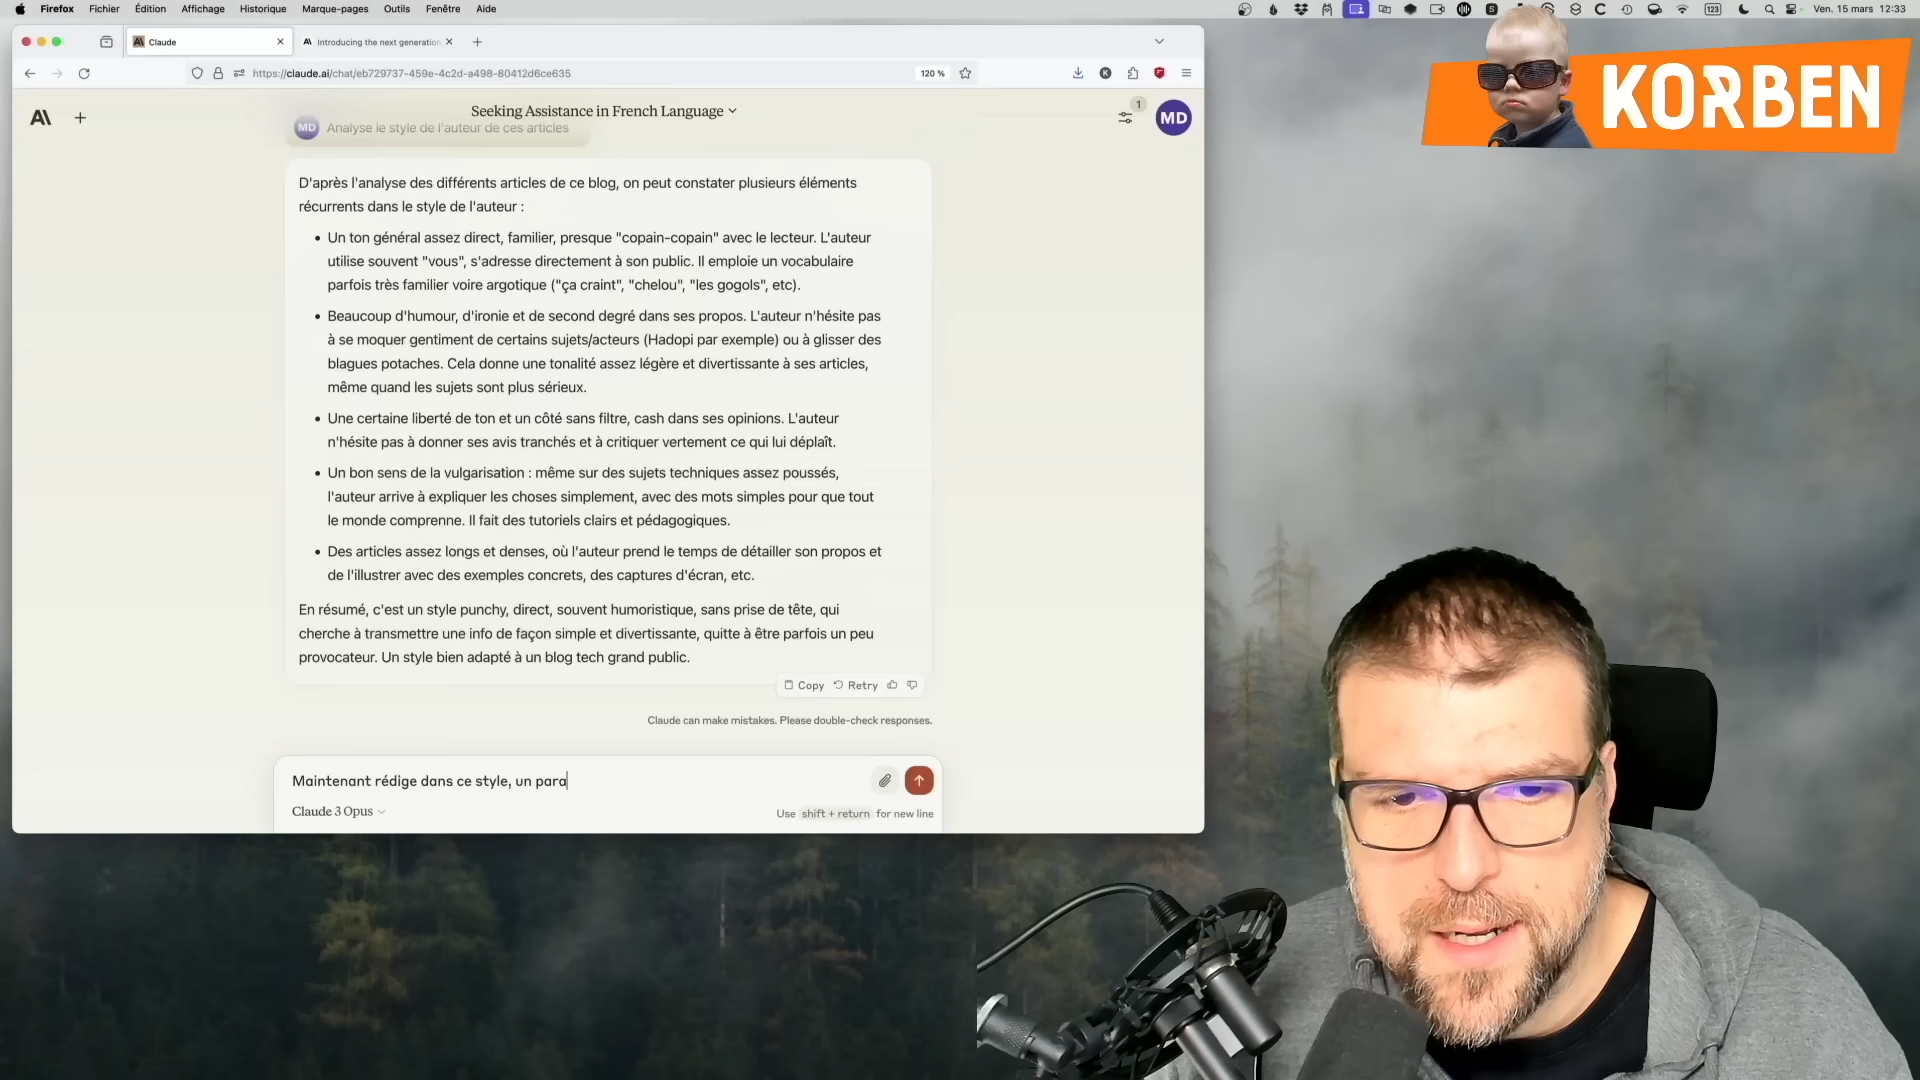 Firefox Fichier Édition Affichage Historique Marque-pages Outils Fenêtre Aide
123
Ven. 15 mars 12:33
Claude
Introducing the next generation
https://claude.ai/chat/eb729737-459e-4c2d-a498-80412d6ce635
120 %
KORBEN
Seeking Assistance in French Language
1
MD
MD Analyse le style de l'auteur de ces articles
D'après l'analyse des différents articles de ce blog, on peut constater plusieurs éléments
récurrents dans le style de l'auteur :
• Un ton général assez direct, familier, presque "copain-copain" avec le lecteur. L'auteur
utilise souvent "vous", s'adresse directement à son public. Il emploie un vocabulaire
parfois très familier voire argotique ("ça craint", "chelou", "les gogols", etc).
• Beaucoup d'humour, d'ironie et de second degré dans ses propos. L'auteur n'hésite pas
à se moquer gentiment de certains sujets/acteurs (Hadopi par exemple) ou à glisser des
blagues potaches. Cela donne une tonalité assez légère et divertissante à ses articles,
même quand les sujets sont plus sérieux.
• Une certaine liberté de ton et un côté sans filtre, cash dans ses opinions. L'auteur
n'hésite pas à donner ses avis tranchés et à critiquer vertement ce qui lui déplaît.
• Un bon sens de la vulgarisation : même sur des sujets techniques assez poussés,
l'auteur arrive à expliquer les choses simplement, avec des mots simples pour que tout
le monde comprenne. Il fait des tutoriels clairs et pédagogiques.
• Des articles assez longs et denses, où l'auteur prend le temps de détailler son propos et
de l'illustrer avec des exemples concrets, des captures d'écran, etc.
En résumé, c'est un style punchy, direct, souvent humoristique, sans prise de tête, qui
cherche à transmettre une info de façon simple et divertissante, quitte à être parfois un peu
provocateur. Un style bien adapté à un blog tech grand public.
Copy Retry
Claude can make mistakes. Please double-check responses.
Maintenant rédige dans ce style, un para
Claude 3 Opus
Use shift + return for new line